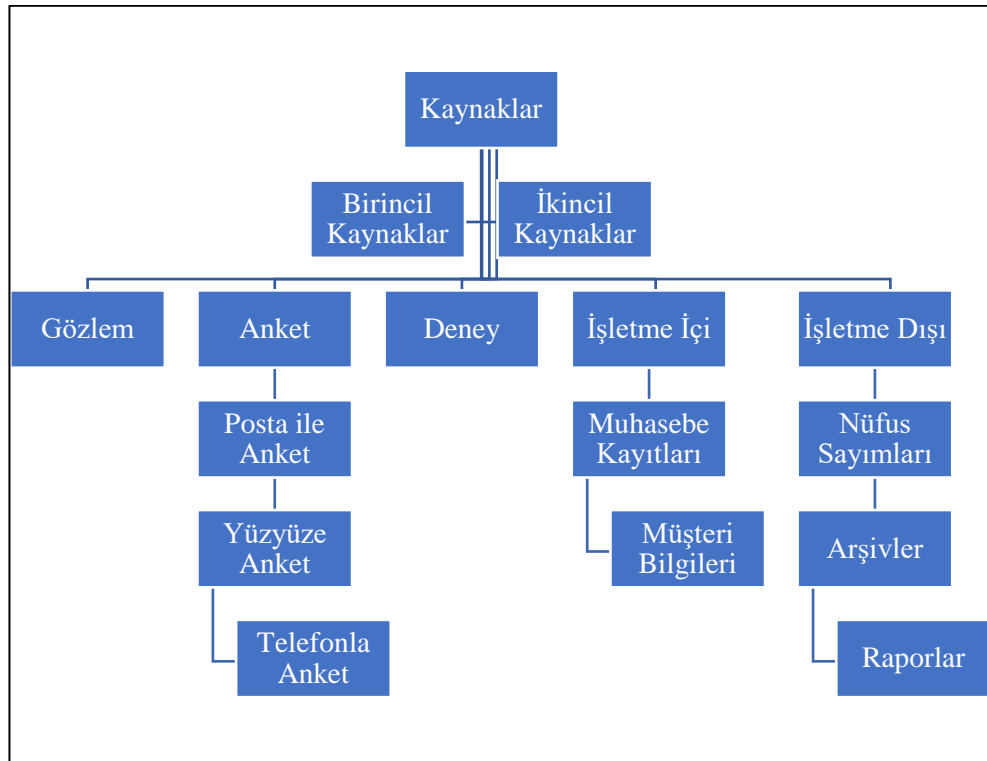 Kaynaklar
Birincil
Kaynaklar
İkincil
Kaynaklar
Gözlem
Anket
Deney
İşletme İçi
İşletme Dışı
Posta ile
Anket
Muhasebe
Kayıtları
Nüfus
Sayımları
Yüzyüze
Anket
Müşteri
Bilgileri
Arşivler
Telefonla
Anket
Raporlar